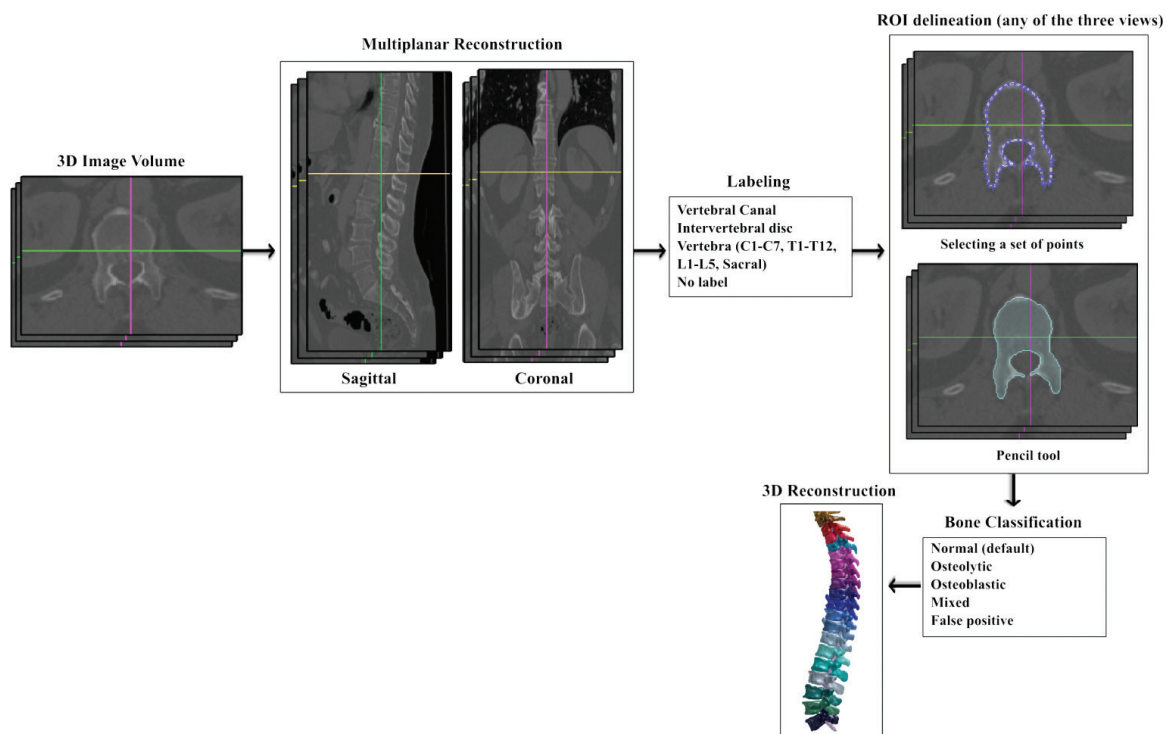 3D Image Volume
Multiplanar Reconstruction
Sagittal
Coronal
Labeling
Vertebral Canal
Intervertebral disc
Vertebra (C1-C7, T1-T12,
L1-L5, Sacral)
No label
ROI delineation (any of the three views)
Selecting a set of points
Pencil tool
Bone Classification
Normal (default)
Osteolytic
Osteoblastic
Mixed
False positive
3D Reconstruction